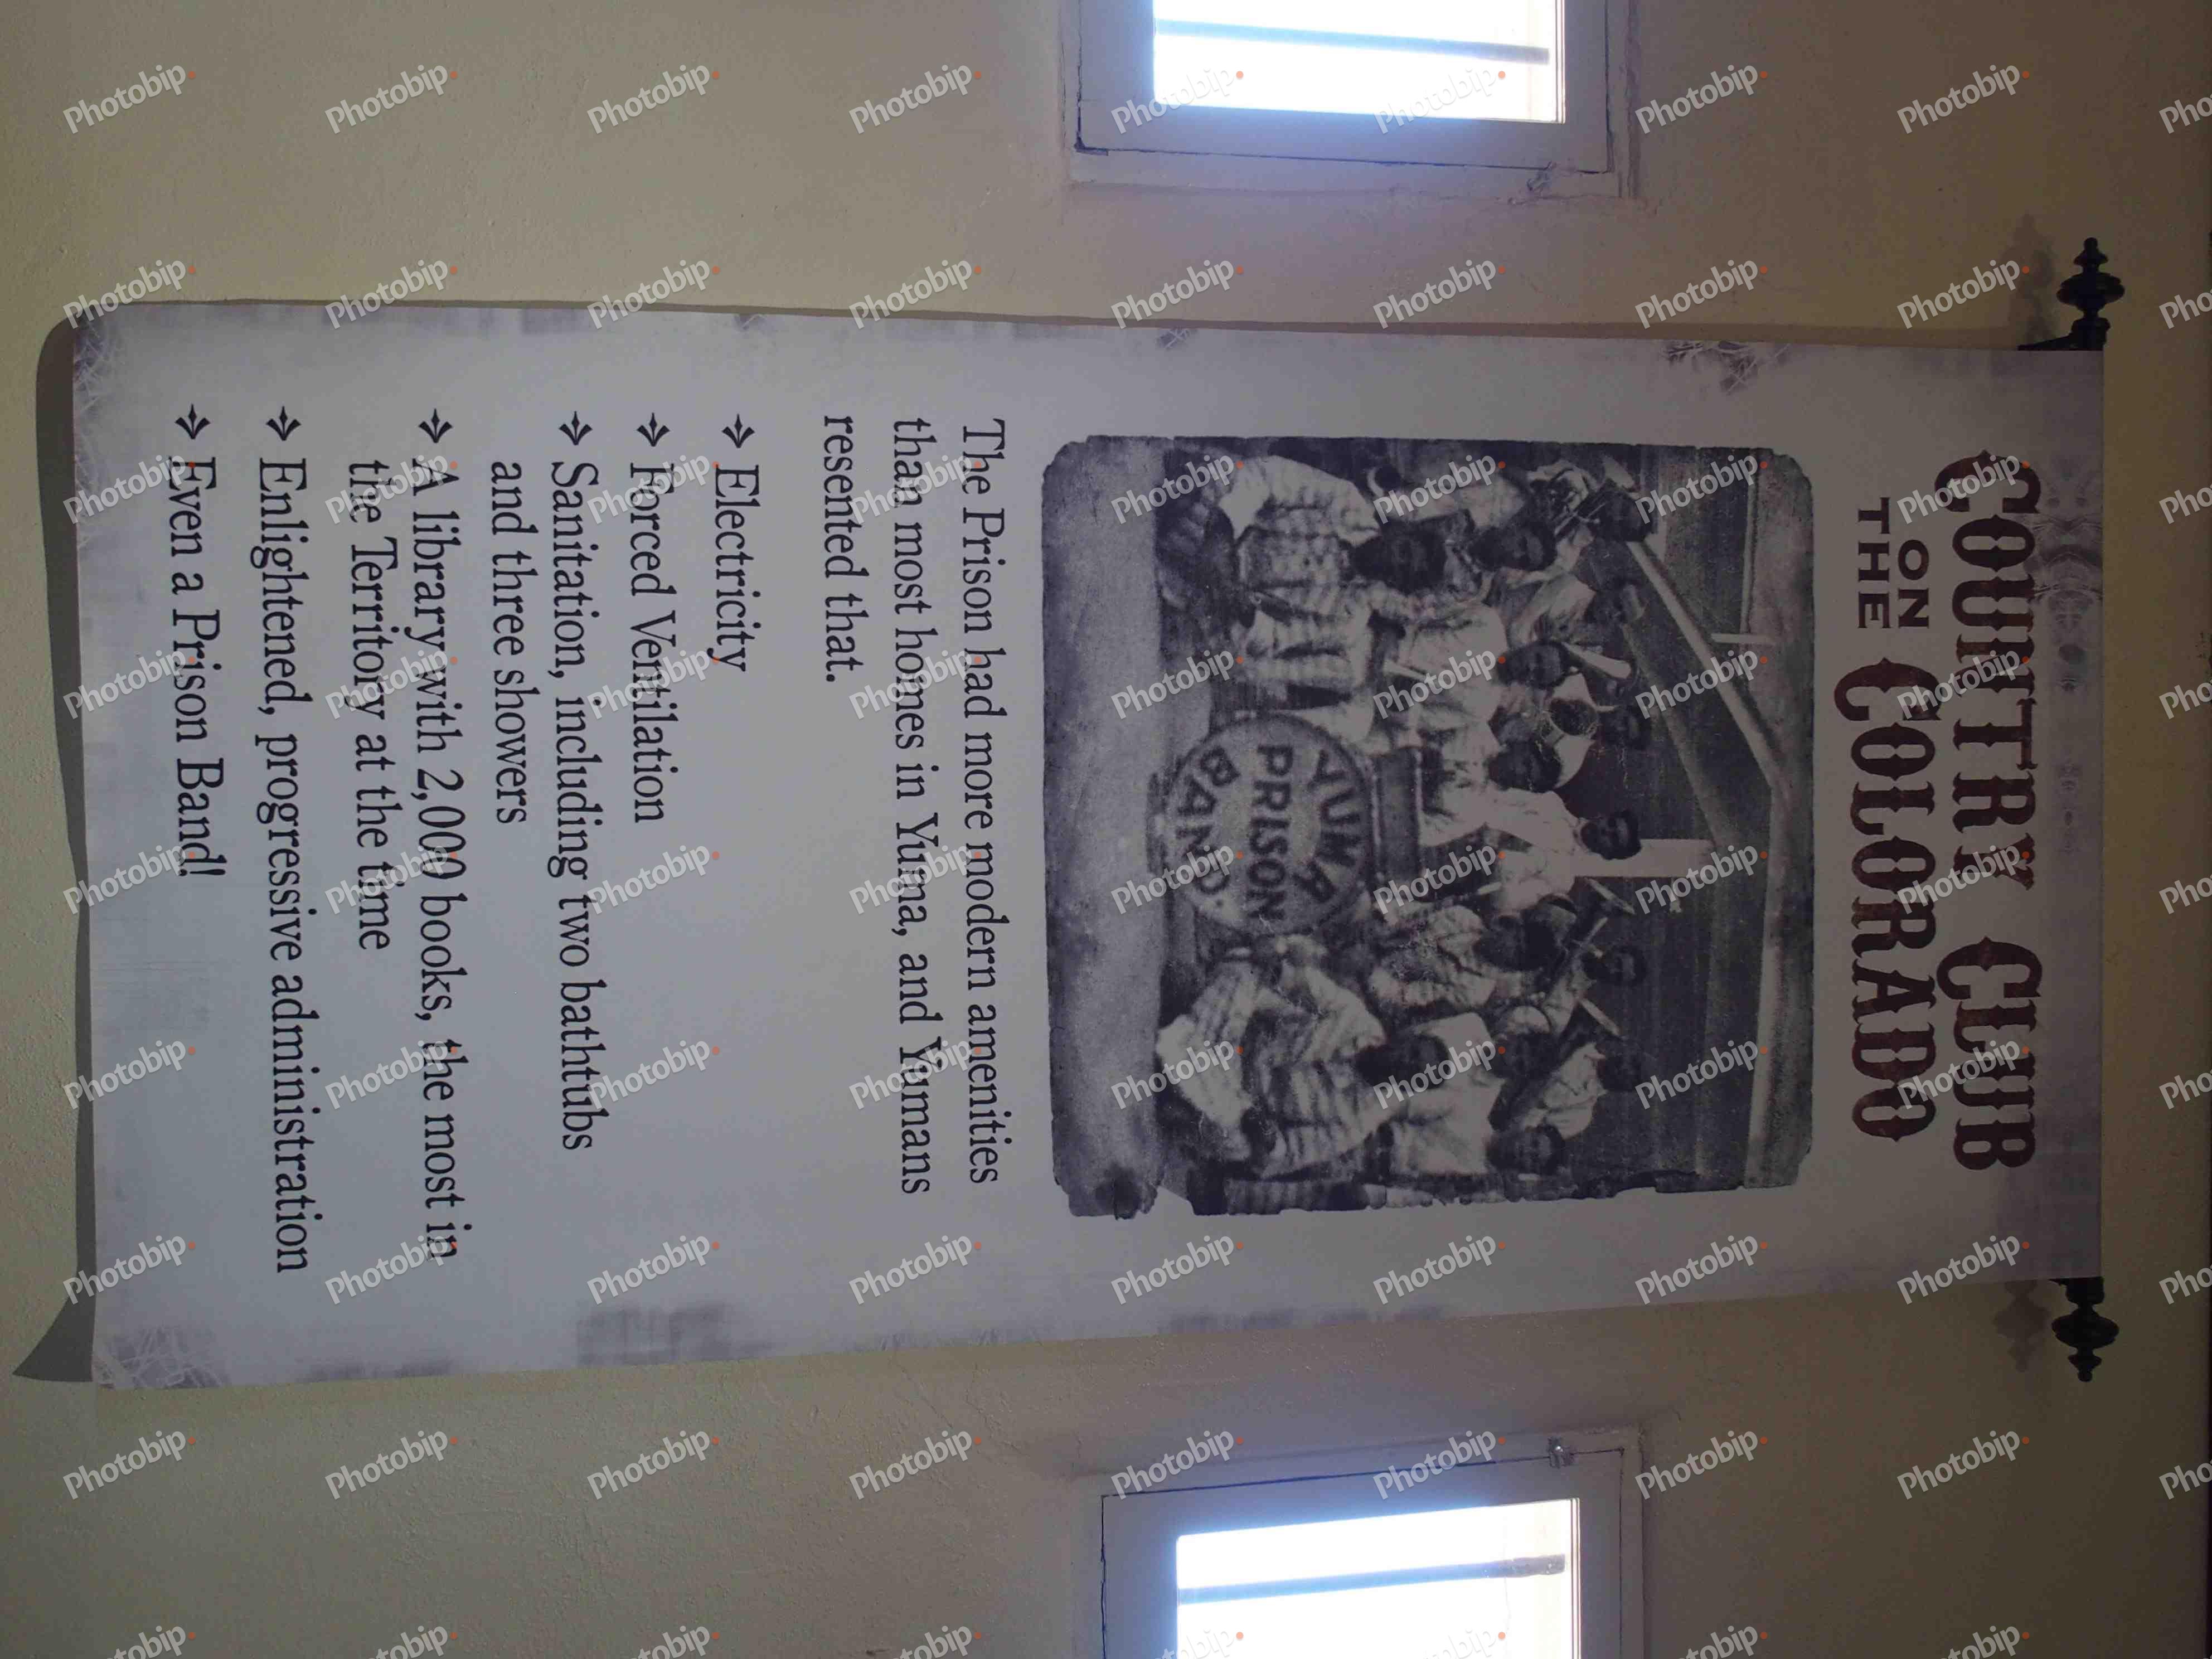 COUNTRY CLUB
ON
THE COLORADO
YUMA
PRISON
BAND
The Prison had more modern amenities
than most homes in Yuma, and Yumans
resented that.
Electricity
Forced Ventilation
Sanitation, including two bathtubs
and three showers
A library with 2,000 books, the most in
the Territory at the time
Enlightened, progressive administration
Even a Prison Band!
Photobip